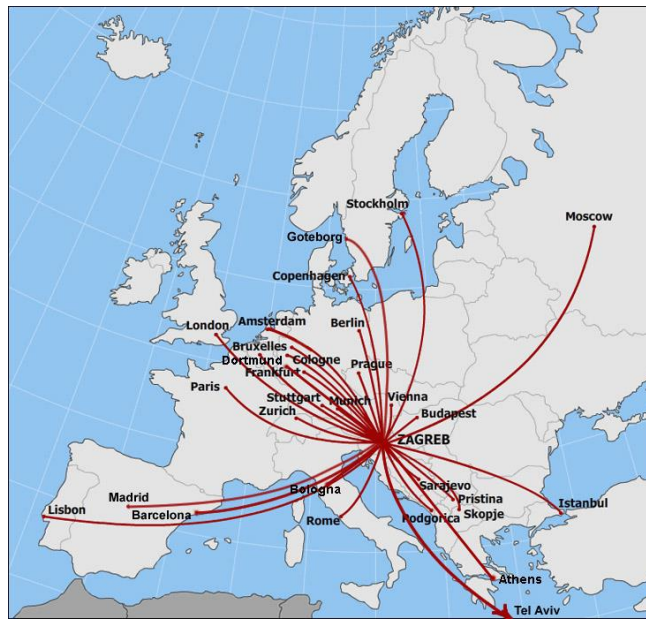 Stockholm
Moscow
Goteborg
Copenhagen
London
Amsterdam
Berlin
Bruxelles
Dortmund
Cologne
Frankfurt
Prague
Paris
Stuttgart
Munich
Vienna
Zurich
Budapest
ZAGREB
Sarajevo
Bologna
Madrid
Pristina
Istanbul
Lisbon
Barcelona
Rome
Podgorica
Skopje
Athens
Tel Aviv